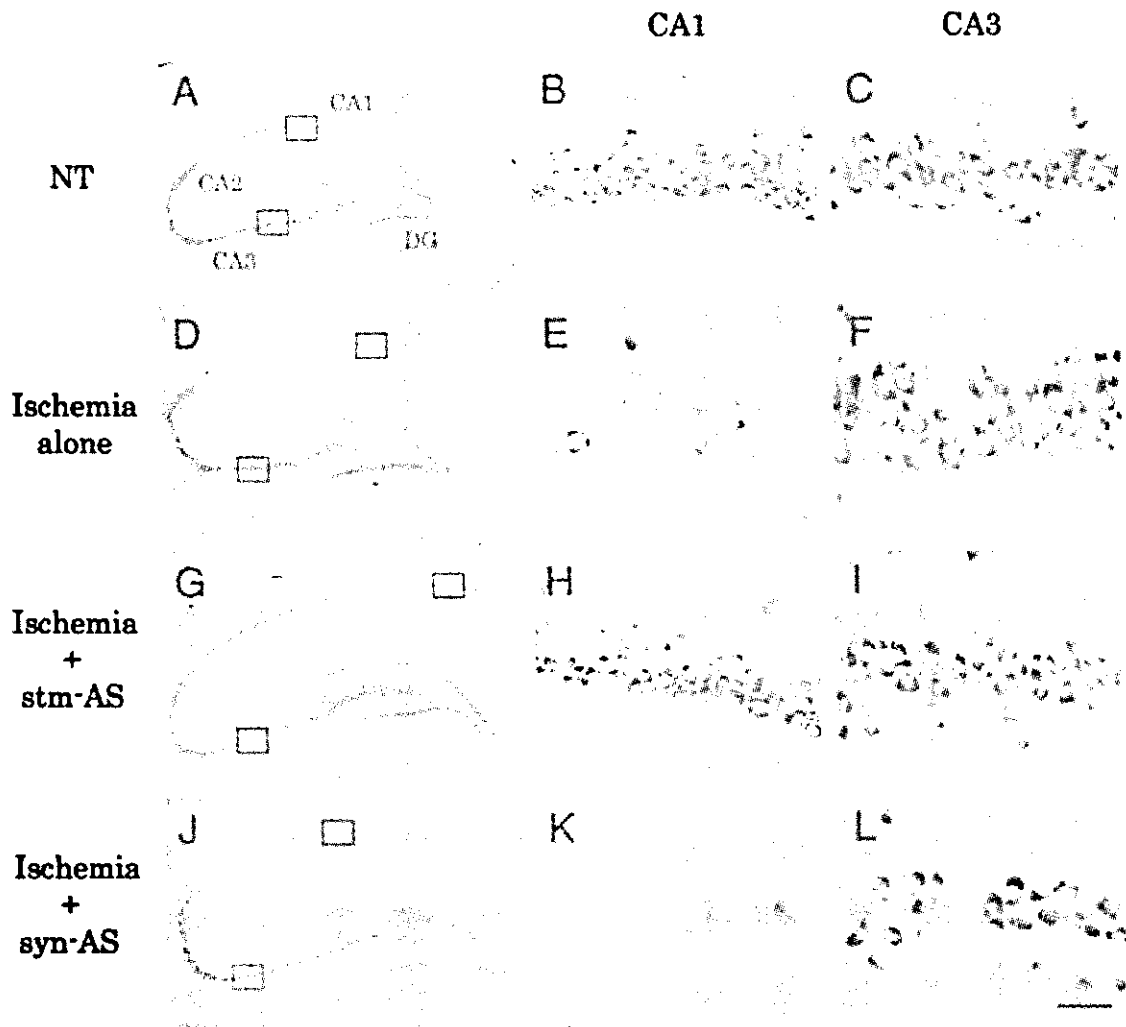 CA1 CA3
A CA1 B C
NT
CA2
DG
CA3
D E F
Ischemia
alone
G H I
Ischemia
+
stm-AS
J K L
Ischemia
+
syn-AS